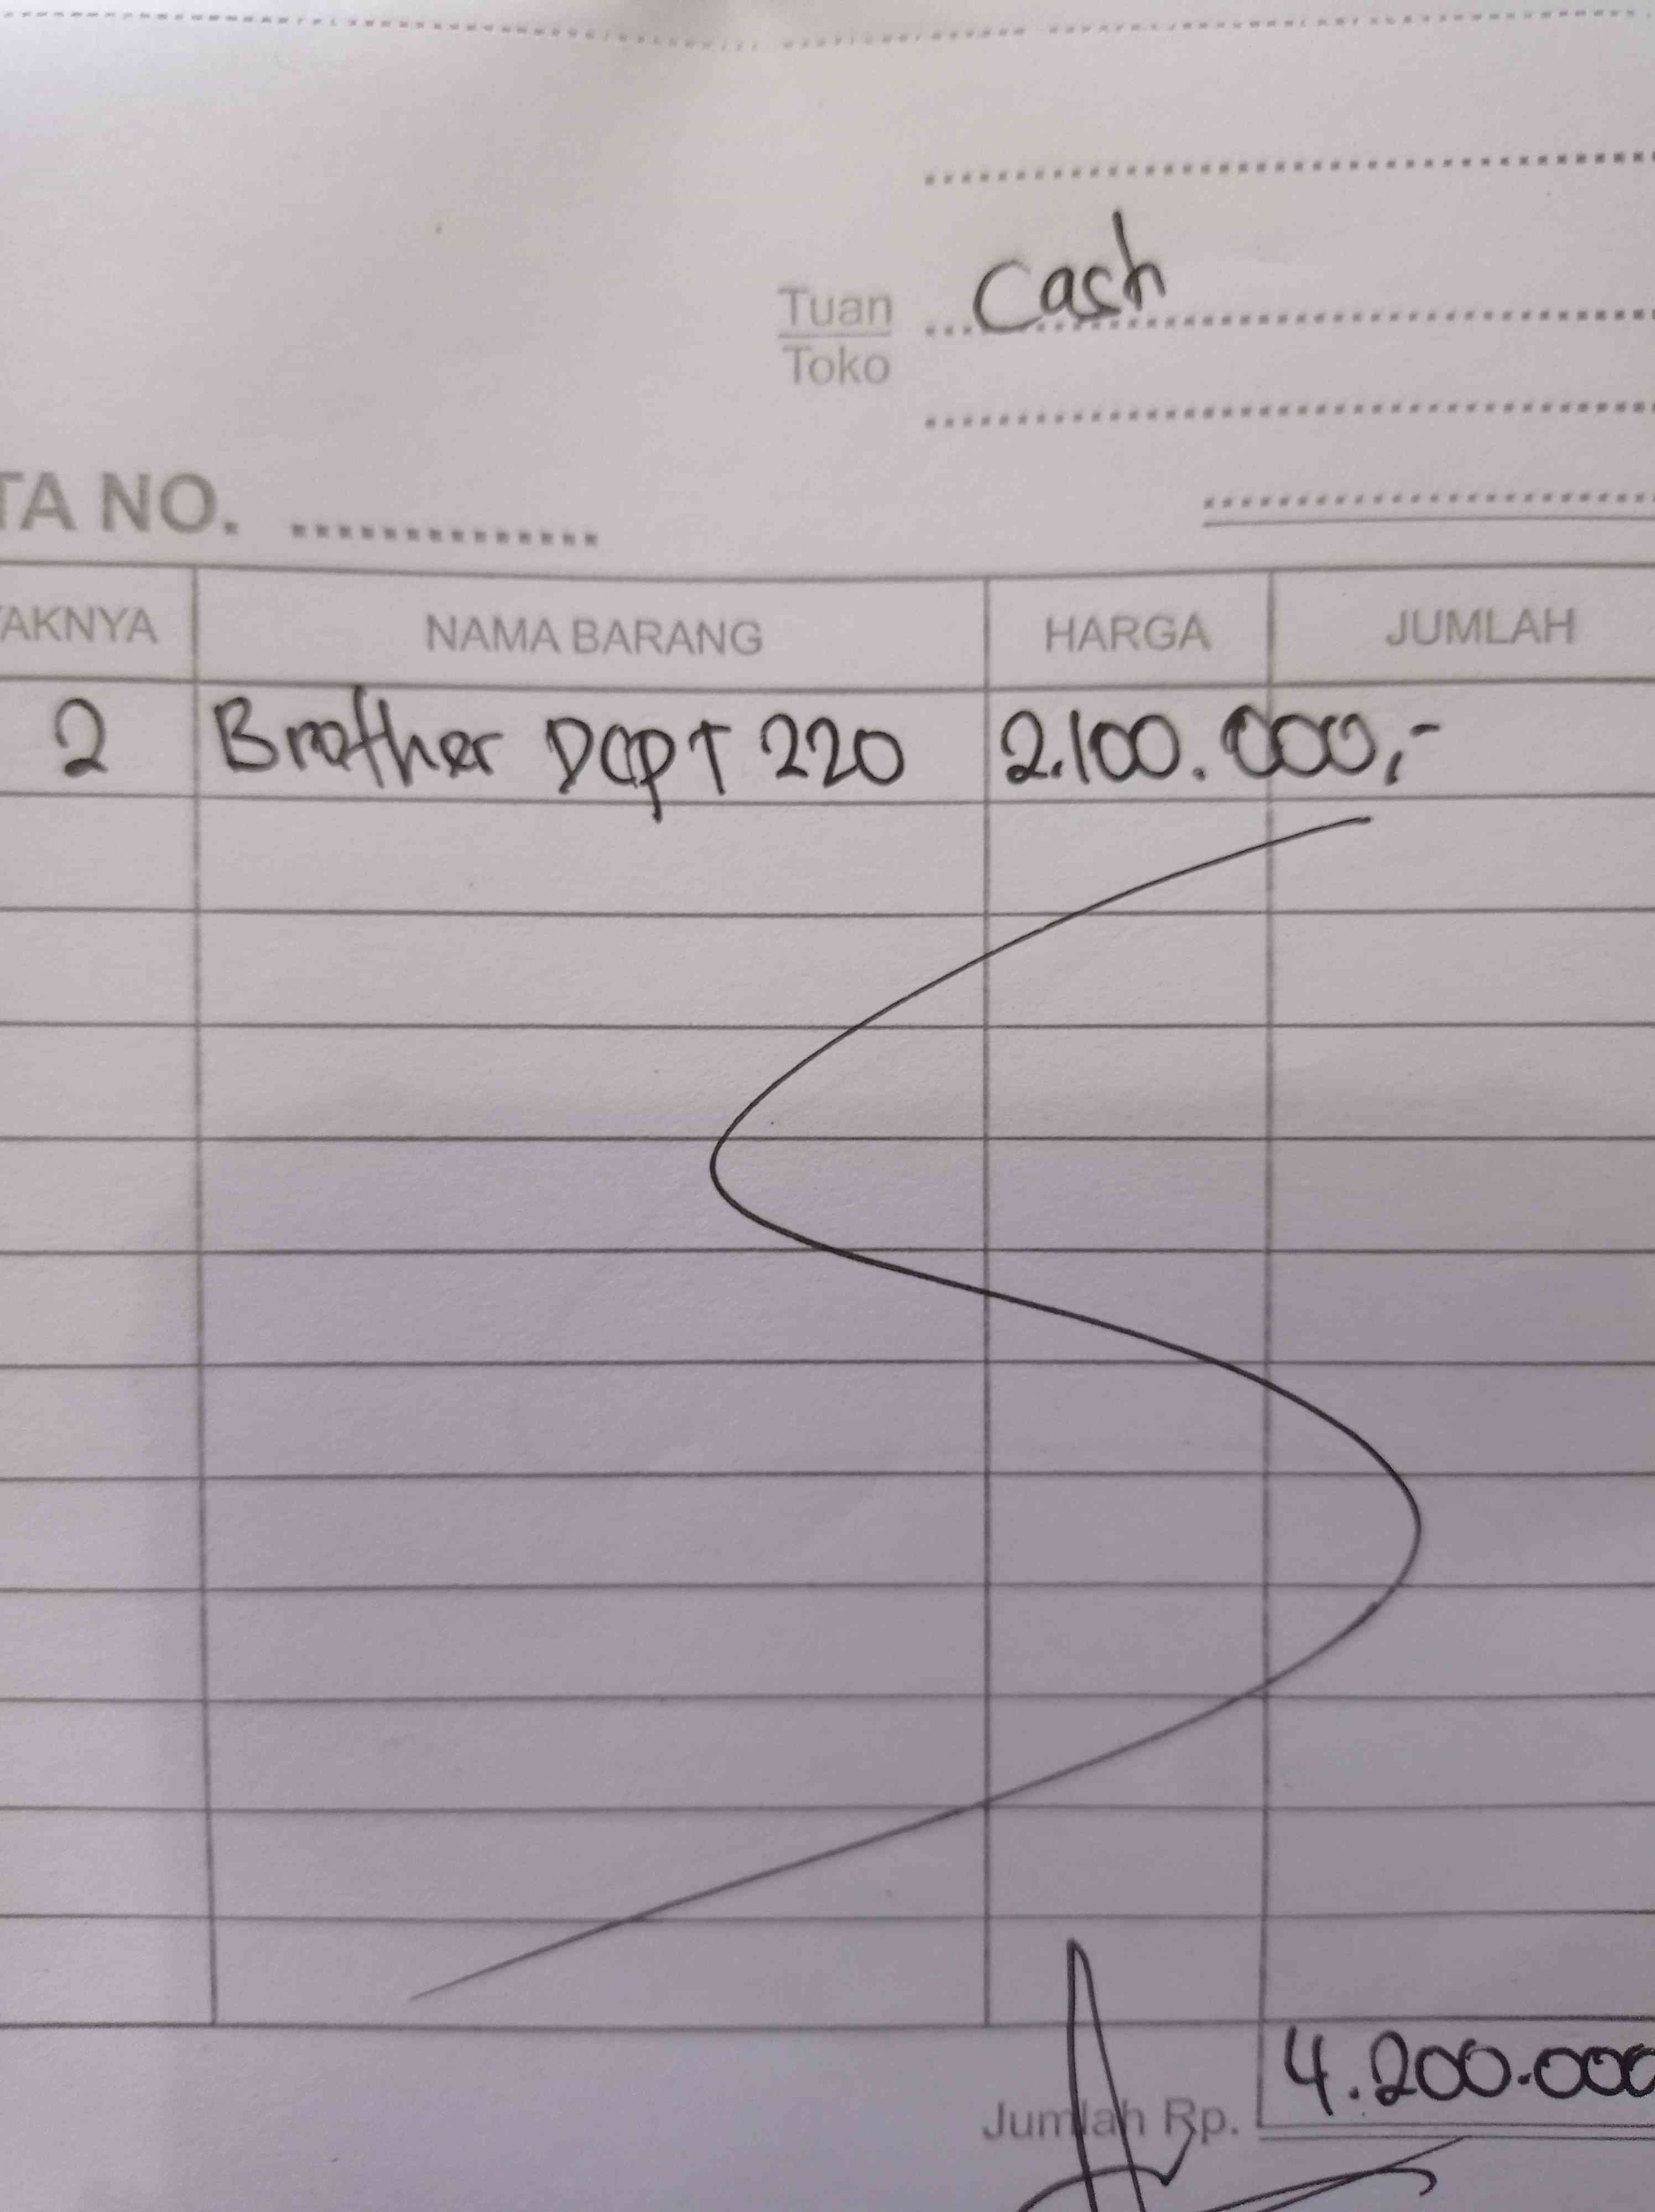 Cash
Tuan
Toko
TA NO.
AKNYA NAMA BARANG HARGA JUMLAH
2 Brother DCP T 220 2.100.000,-
Jumlah Rp. 4.200.000